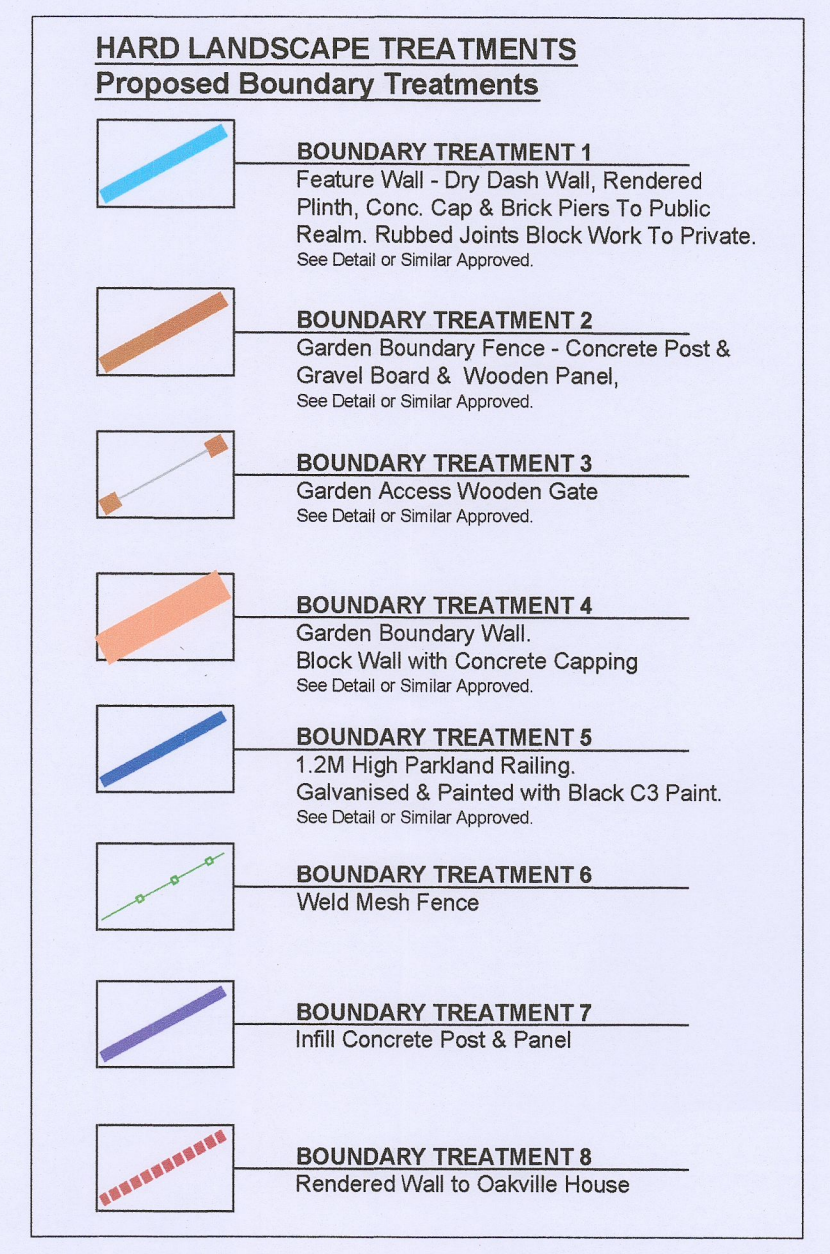 HARD LANDSCAPE TREATMENTS
Proposed Boundary Treatments
BOUNDARY TREATMENT 1
Feature Wall - Dry Dash Wall, Rendered
Plinth, Conc. Cap & Brick Piers To Public
Realm. Rubbed Joints Block Work To Private.
See Detail or Similar Approved.
BOUNDARY TREATMENT 2
Garden Boundary Fence - Concrete Post &
Gravel Board & Wooden Panel,
See Detail or Similar Approved.
BOUNDARY TREATMENT 3
Garden Access Wooden Gate
See Detail or Similar Approved.
BOUNDARY TREATMENT 4
Garden Boundary Wall.
Block Wall with Concrete Capping
See Detail or Similar Approved.
BOUNDARY TREATMENT 5
1.2M High Parkland Railing.
Galvanised & Painted with Black C3 Paint.
See Detail or Similar Approved.
BOUNDARY TREATMENT 6
Weld Mesh Fence
BOUNDARY TREATMENT 7
Infill Concrete Post & Panel
BOUNDARY TREATMENT 8
Rendered Wall to Oakville House